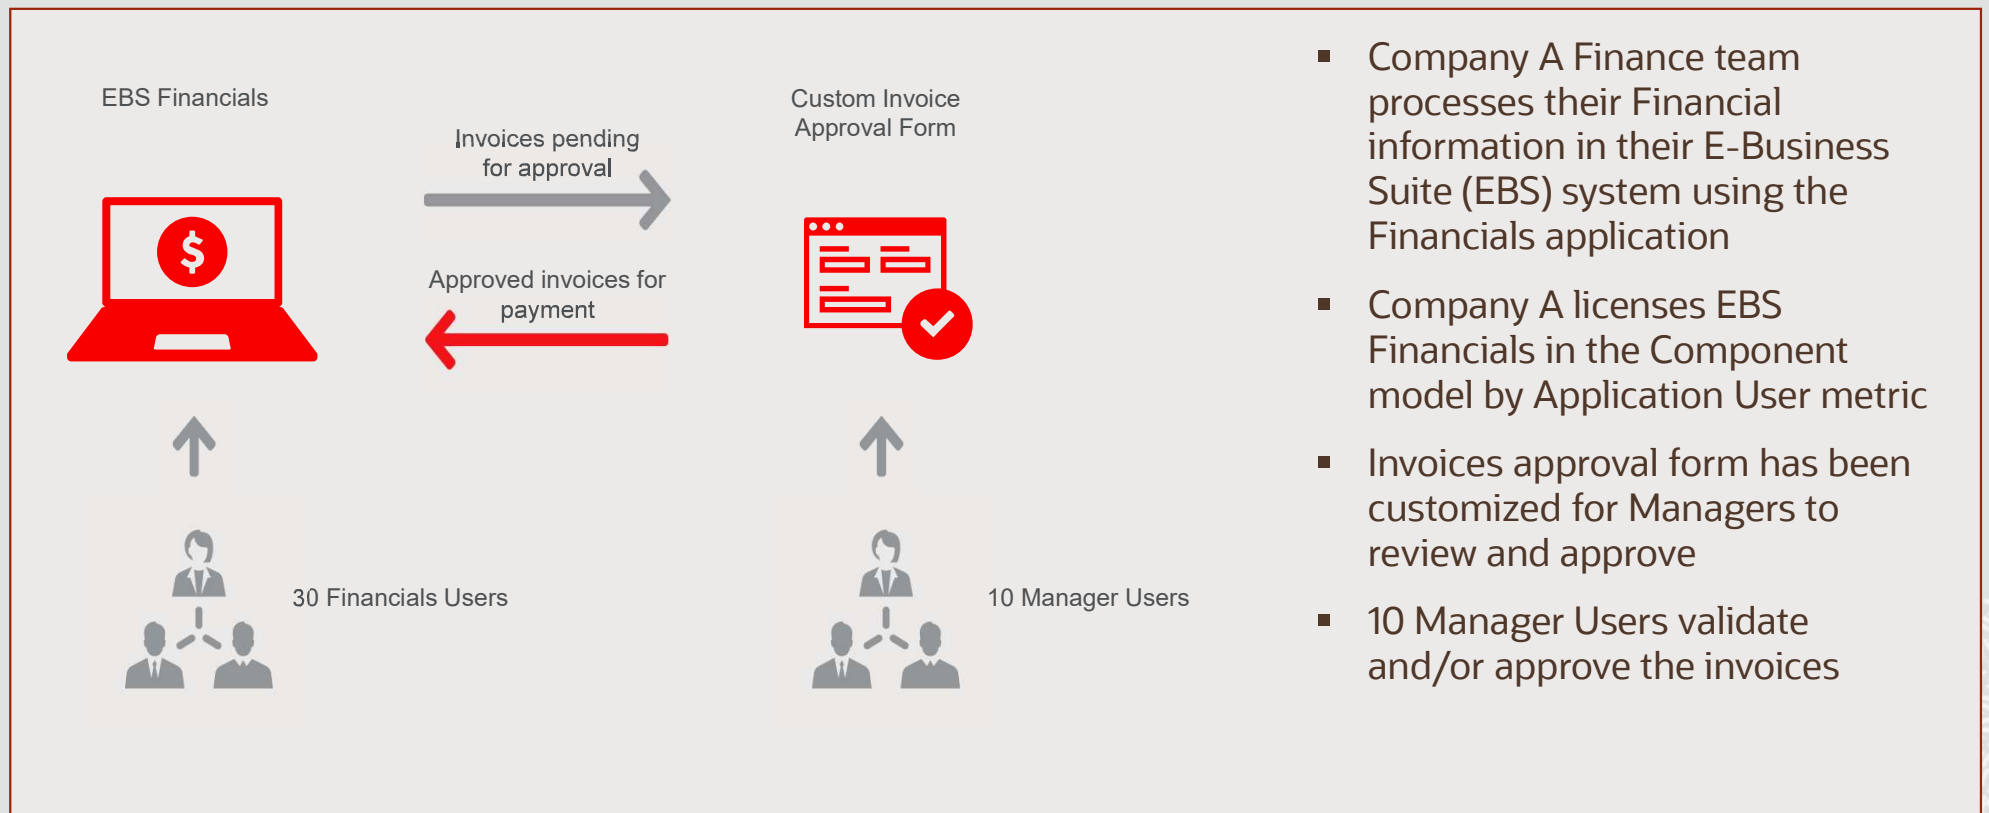 EBS Financials
Custom Invoice
Approval Form
Invoices pending
for approval
$
Approved invoices for
payment
30 Financials Users
10 Manager Users
▪ Company A Finance team
processes their Financial
information in their E-Business
Suite (EBS) system using the
Financials application
▪ Company A licenses EBS
Financials in the Component
model by Application User metric
▪ Invoices approval form has been
customized for Managers to
review and approve
▪ 10 Manager Users validate
and/or approve the invoices